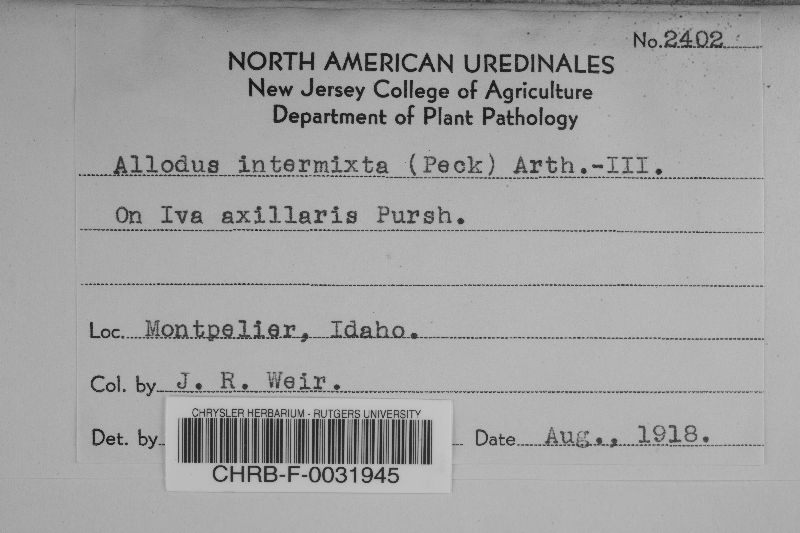 No. 2402
NORTH AMERICAN UREDINALES
New Jersey College of Agriculture
Department of Plant Pathology
Allodus intermixta (Peck) Arth.-III.
On Iva axillaris Pursh.
Loc. Montpelier, Idaho.
Col. by J. R. Weir.
Det. by
Date Aug., 1918.
CHRYSLER HERBARIUM - RUTGERS UNIVERSITY
CHRB-F-0031945